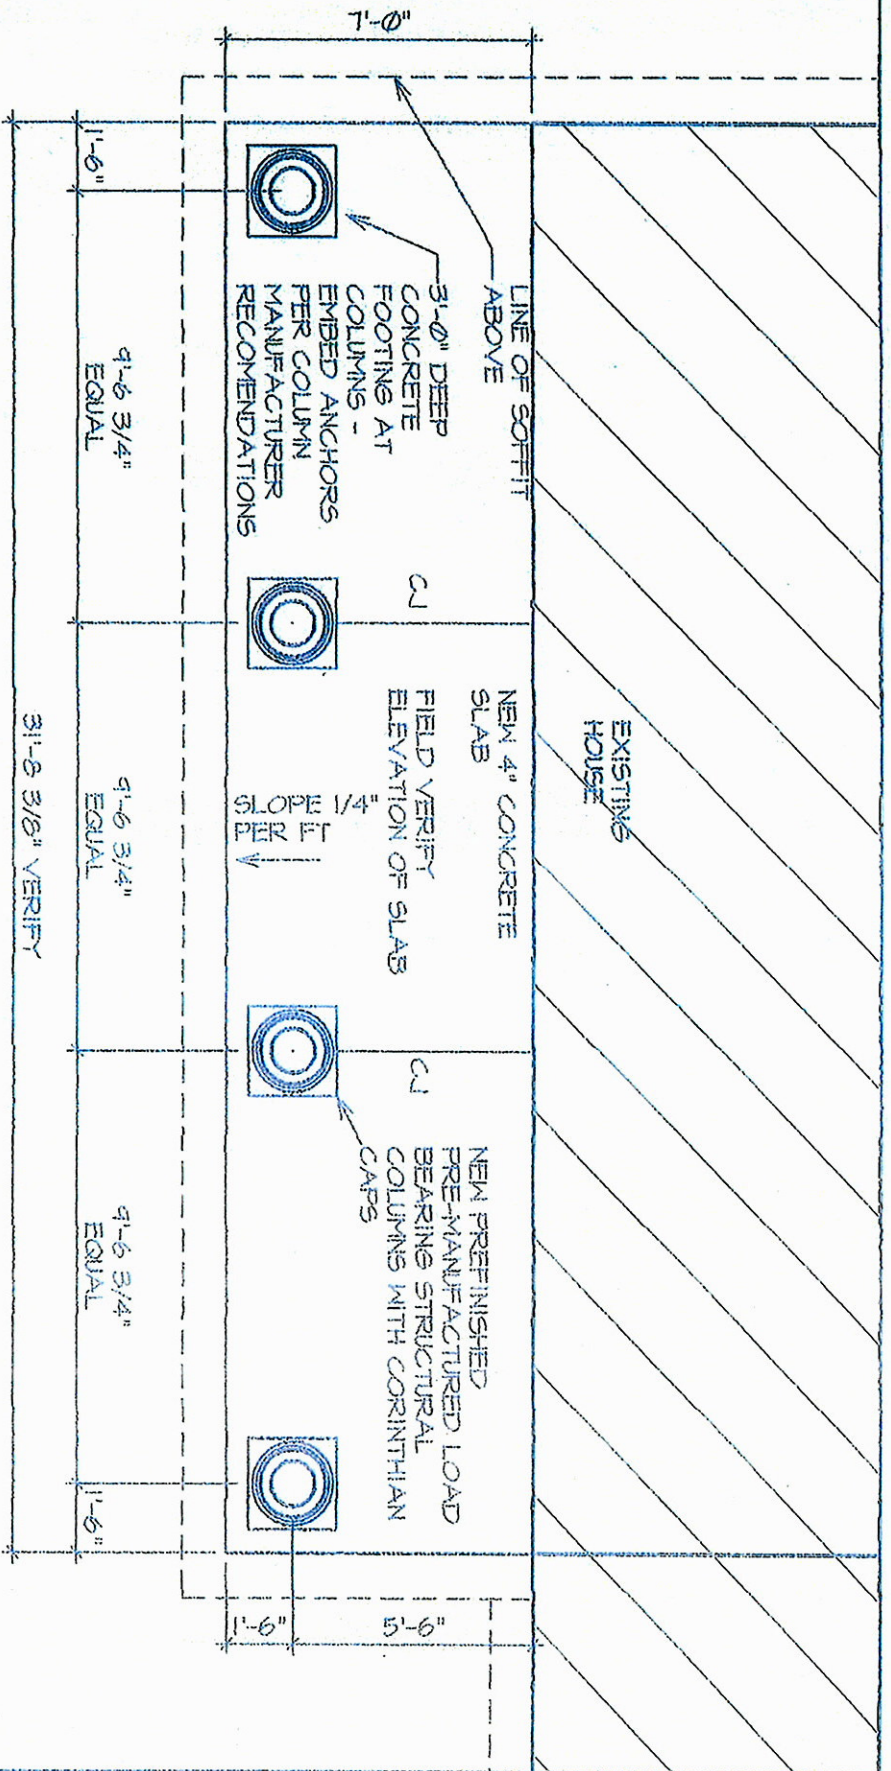 7'-0"
LINE OF SOFFIT
ABOVE
3'-0" DEEP
CONCRETE
FOOTING AT
COLUMNS -
EMBED ANCHORS
PER COLUMN
MANUFACTURER
RECOMENDATIONS
EXISTING
HOUSE
NEW 4" CONCRETE
SLAB
FIELD VERIFY
ELEVATION OF SLAB
SLOPE 1/4"
PER FT
CJ
CJ
NEW PREFINISHED
PRE-MANUFACTURED LOAD
BEARING STRUCTURAL
COLUMNS WITH CORINTHIAN
CAPS
1'-6"
9'-6 3/4"
EQUAL
9'-6 3/4"
EQUAL
9'-6 3/4"
EQUAL
1'-6"
31'-8 3/8" VERIFY
1'-6"
5'-6"